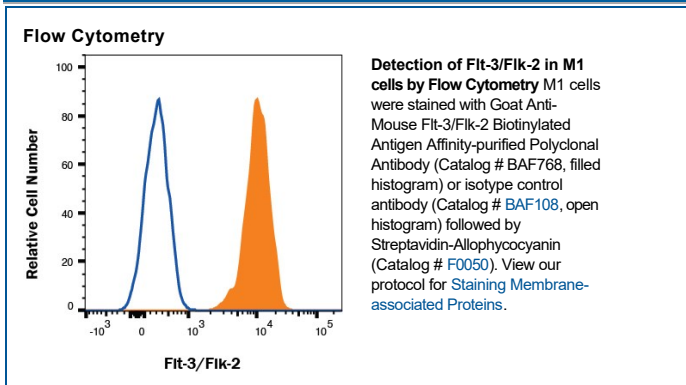 Flow Cytometry
100
80
60
40
20
0
Relative Cell Number
-10³ 0 10³ 10⁴ 10⁵
Flt-3/Flk-2
Detection of Flt-3/Flk-2 in M1
cells by Flow Cytometry M1 cells
were stained with Goat Anti-
Mouse Flt-3/Flk-2 Biotinylated
Antigen Affinity-purified Polyclonal
Antibody (Catalog # BAF768, filled
histogram) or isotype control
antibody (Catalog # BAF108, open
histogram) followed by
Streptavidin-Allophycocyanin
(Catalog # F0050). View our
protocol for Staining Membrane-
associated Proteins.